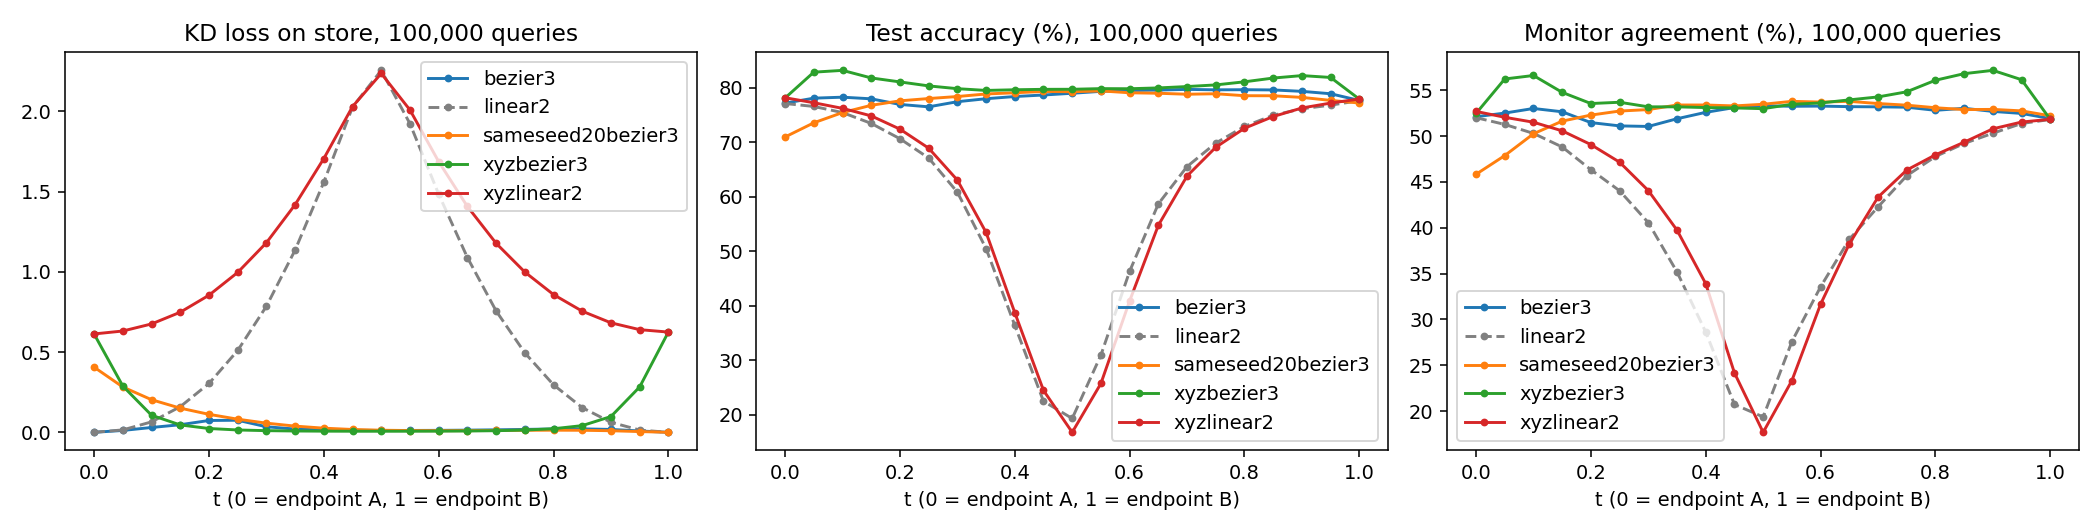 KD loss on store, 100,000 queries
2.0
1.5
1.0
0.5
0.0
bezier3
linear2
sameseed20bezier3
xyzbezier3
xyzlinear2
0.0 0.2 0.4 0.6 0.8 1.0
t (0 = endpoint A, 1 = endpoint B)
Test accuracy (%), 100,000 queries
80
70
60
50
40
30
20
bezier3
linear2
sameseed20bezier3
xyzbezier3
xyzlinear2
0.0 0.2 0.4 0.6 0.8 1.0
t (0 = endpoint A, 1 = endpoint B)
Monitor agreement (%), 100,000 queries
55
50
45
40
35
30
25
20
bezier3
linear2
sameseed20bezier3
xyzbezier3
xyzlinear2
0.0 0.2 0.4 0.6 0.8 1.0
t (0 = endpoint A, 1 = endpoint B)